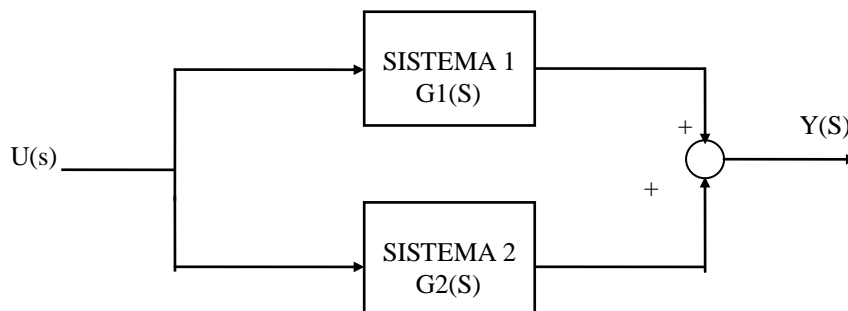 SISTEMA 1
G1(S)
+
Y(S)
U(s)
+
SISTEMA 2
G2(S)